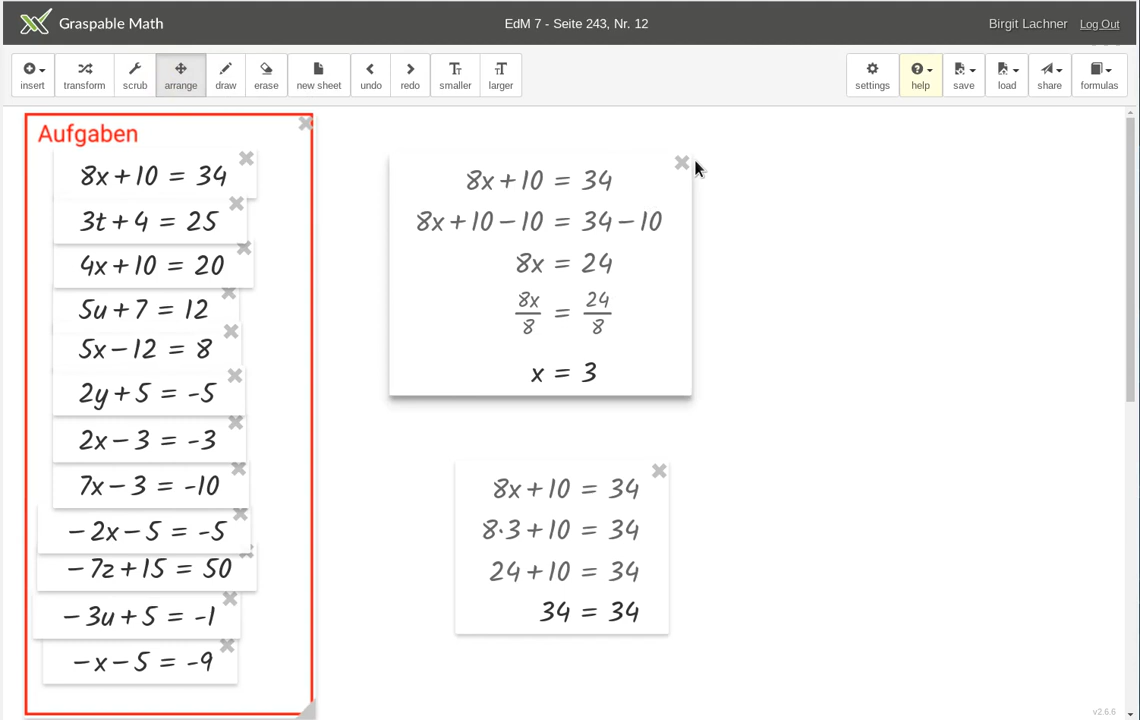 Graspable Math
EdM 7 - Seite 243, Nr. 12
Birgit Lachner Log Out
insert transform scrub arrange draw erase new sheet undo redo smaller larger settings help save load share formulas
Aufgaben
8x + 10 = 34
3t + 4 = 25
4x + 10 = 20
5u + 7 = 12
5x − 12 = 8
2y + 5 = -5
2x − 3 = -3
7x − 3 = -10
− 2x − 5 = -5
− 7z + 15 = 50
− 3u + 5 = -1
− x − 5 = -9
8x + 10 = 34
8x + 10 − 10 = 34 − 10
8x = 24
8x/8 = 24/8
x = 3
8x + 10 = 34
8·3 + 10 = 34
24 + 10 = 34
34 = 34
v2.6.6